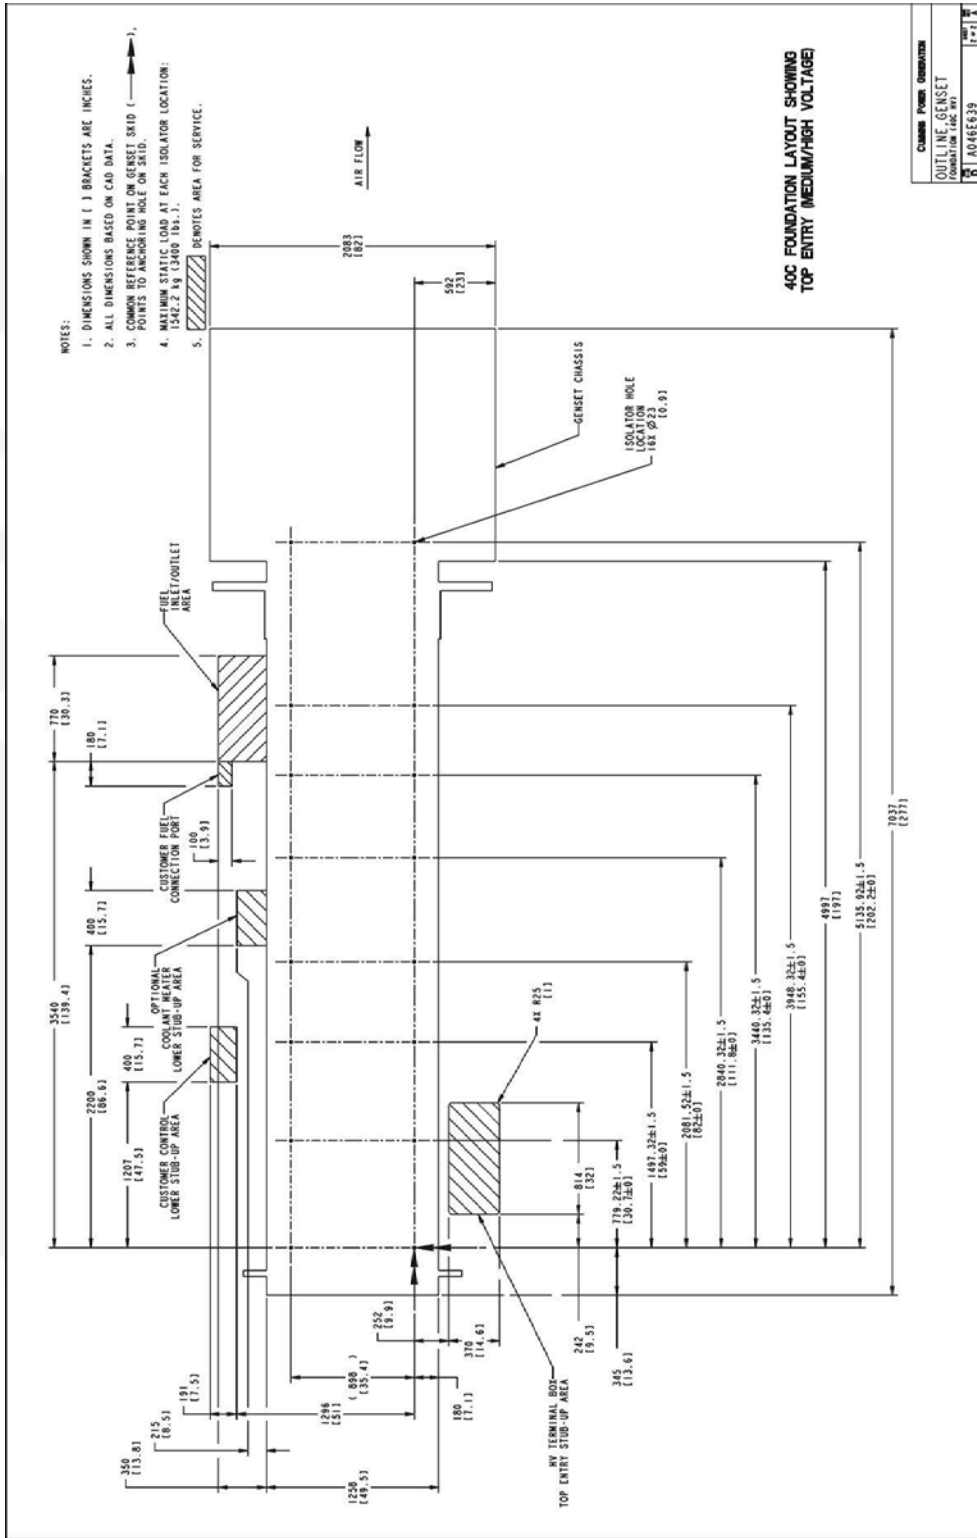 NOTES:
1. DIMENSIONS SHOWN IN [ ] BRACKETS ARE INCHES.
2. ALL DIMENSIONS BASED ON CAD DATA.
3. COMMON REFERENCE POINT ON GENSET SKID ( ),
POINTS TO ANCHORING HOLE ON SKID.
4. MAXIMUM STATIC LOAD AT EACH ISOLATOR LOCATION:
1542.2 kg (3400 lbs.).
5. DENOTES AREA FOR SERVICE.
AIR FLOW
2083
[82]
592
[23]
GENSET CHASSIS
ISOLATOR HOLE
LOCATION
16X Ø23
[0.9]
FUEL
INLET/OUTLET
AREA
770
[30.3]
180
[7.1]
3540
[139.4]
CUSTOMER FUEL
CONNECTION PORT
100
[3.9]
400
[15.7]
2200
[86.6]
OPTIONAL
COOLANT HEATER
LOWER STUB-UP AREA
400
[15.7]
1207
[47.5]
CUSTOMER CONTROL
LOWER STUB-UP AREA
191
[7.5]
215
[8.5]
350
[13.8]
1296
[51]
( 898 )
[35.4]
1258
[49.5]
252
[9.9]
180
[7.1]
370
[14.6]
HV TERMINAL BOX
TOP ENTRY STUB-UP AREA
242
[9.5]
345
[13.6]
814
[32]
4X R25
[1]
779.22±1.5
[30.7±0]
1497.32±1.5
[59±0]
2081.52±1.5
[82±0]
2840.32±1.5
[111.8±0]
3440.32±1.5
[135.4±0]
3948.32±1.5
[155.4±0]
4997
[197]
5135.92±1.5
[202.2±0]
7037
[277]
40C FOUNDATION LAYOUT SHOWING
TOP ENTRY (MEDIUM/HIGH VOLTAGE)
CUMMINS POWER GENERATION
OUTLINE,GENSET
FOUNDATION (40C HV)
D A046E639